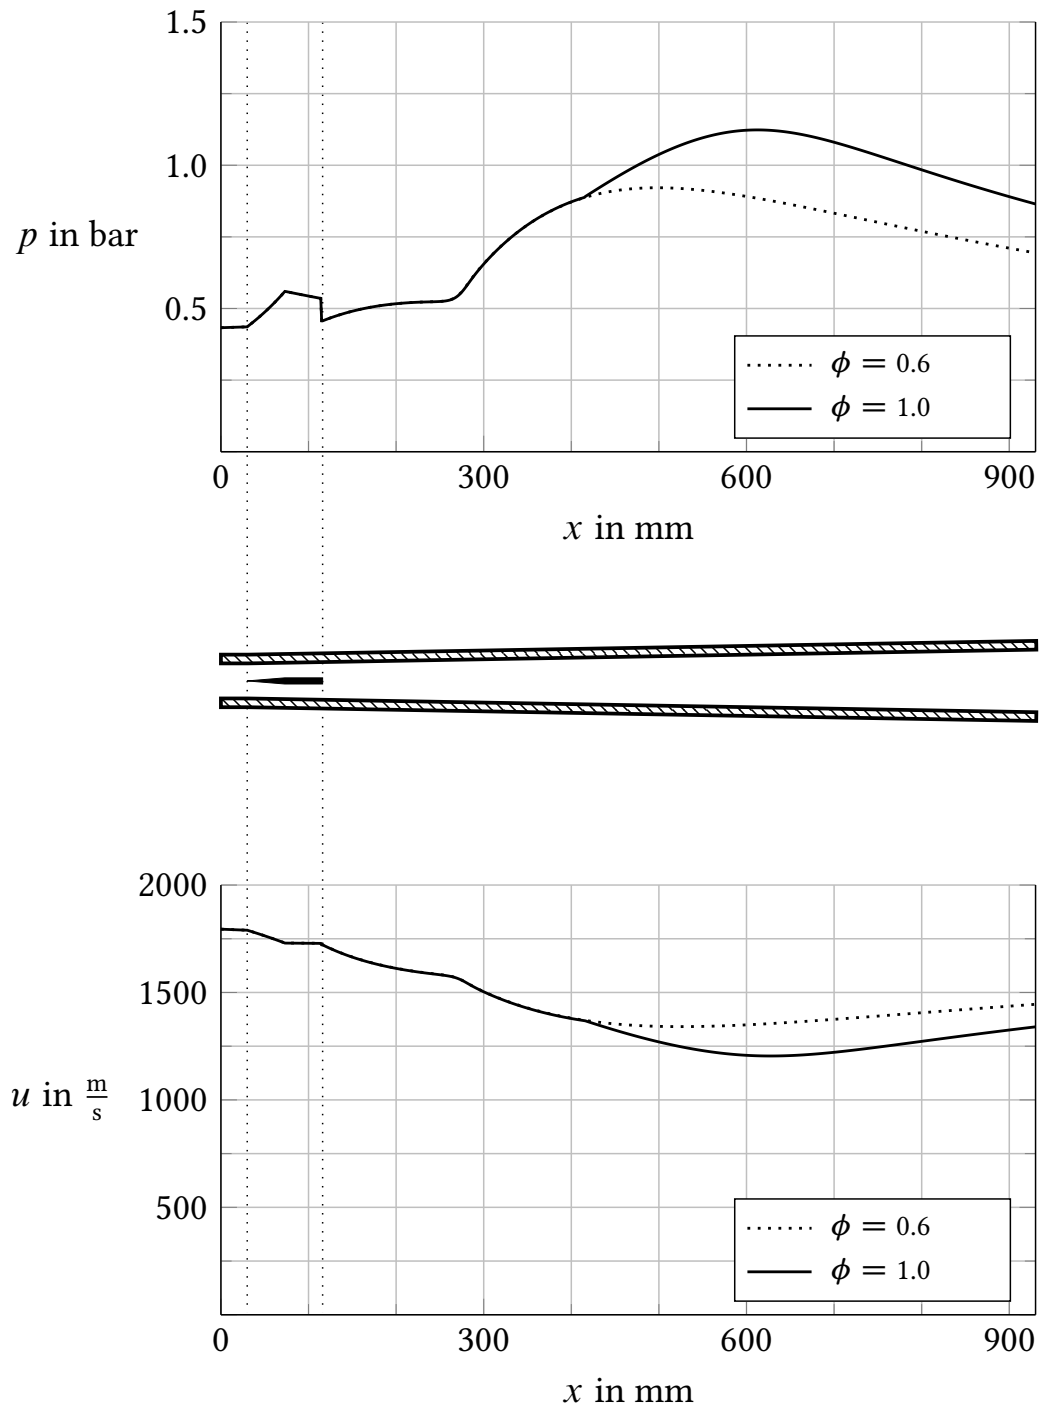 1.5
1.0
p in bar
0.5
ϕ = 0.6
ϕ = 1.0
0 300 600 900
x in mm
2000
1500
u in m/s
1000
500
ϕ = 0.6
ϕ = 1.0
0 300 600 900
x in mm